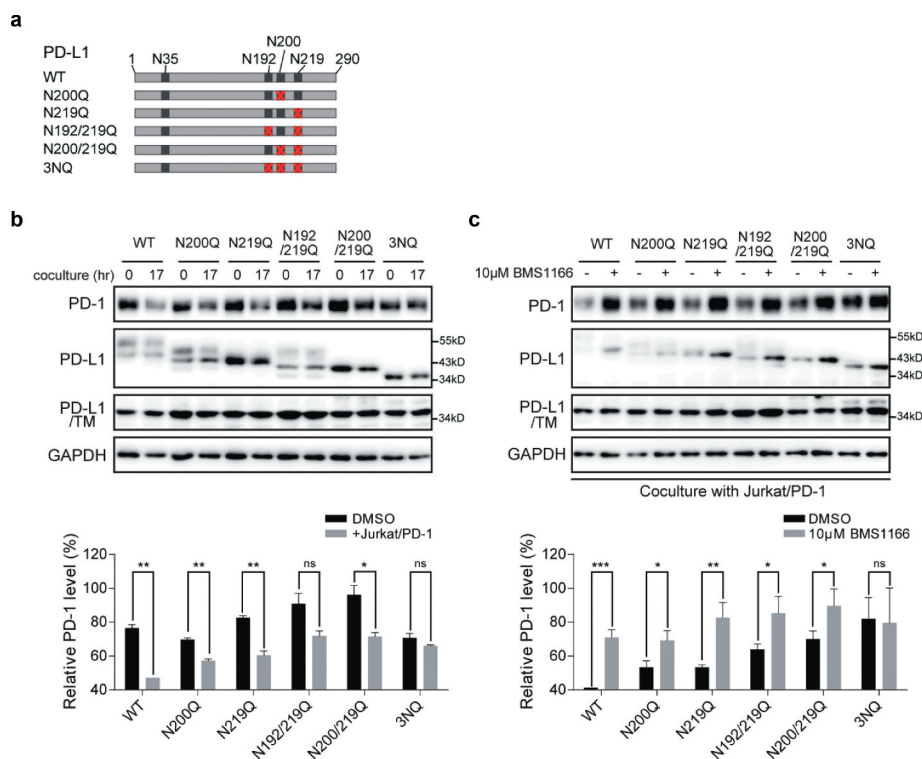 a
PD-L1
N200
1 N35 N192 N219 290
WT
N200Q
N219Q
N192/219Q
N200/219Q
3NQ
b
WT N200Q N219Q N192/219Q N200/219Q 3NQ
coculture (hr) 0 17 0 17 0 17 0 17 0 17 0 17
PD-1
PD-L1
55kD
43kD
34kD
PD-L1/TM
34kD
GAPDH
DMSO
+Jurkat/PD-1
Relative PD-1 level (%)
120
100
80
60
40
** ** ** ns * ns
WT N200Q N219Q N192/219Q N200/219Q 3NQ
c
WT N200Q N219Q N192/219Q N200/219Q 3NQ
10µM BMS1166 - + - + - + - + - + - +
PD-1
PD-L1
55kD
43kD
34kD
PD-L1/TM
34kD
GAPDH
Coculture with Jurkat/PD-1
DMSO
10µM BMS1166
Relative PD-1 level (%)
120
100
80
60
40
*** * ** * * ns
WT N200Q N219Q N192/219Q N200/219Q 3NQ